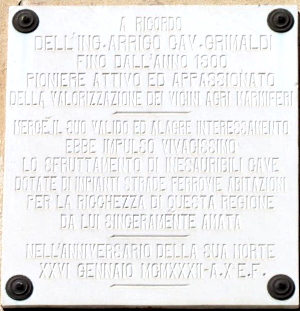 A RICORDO
DELL'ING. ARRIGO CAV. GRIMALDI
FINO DALL'ANNO 1900
PIONIERE ATTIVO ED APPASSIONATO
DELLA VALORIZZAZIONE DEI VICINI AGRI MARMIFERI
MERCÈ IL SUO VALIDO ED ALACRE INTERESSAMENTO
EBBE IMPULSO VIVACISSIMO
LO SFRUTTAMENTO DI INESAURIBILI CAVE
DOTATE DI IMPIANTI STRADE FERROVIE ABITAZIONI
PER LA RICCHEZZA DI QUESTA REGIONE
DA LUI SINCERAMENTE AMATA
NELL'ANNIVERSARIO DELLA SUA MORTE
XXVI GENNAIO MCMXXXII-A.X E.F.